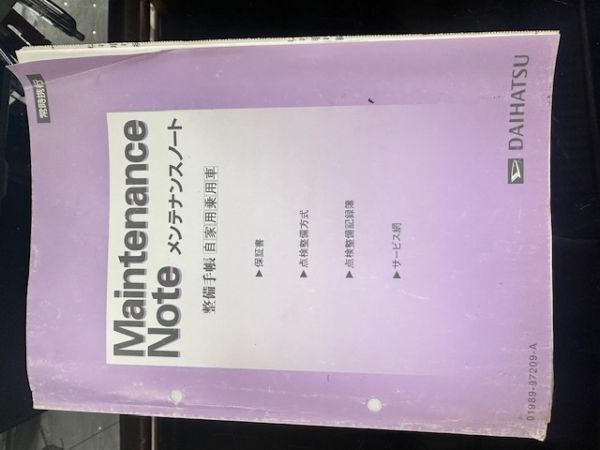 常時携行
Maintenance
Note メンテナンスノート
整備手帳 自家用乗用車
▶保証書
▶点検整備方式
▶点検整備記録簿
▶サービス網
DAIHATSU
01989-97209-A